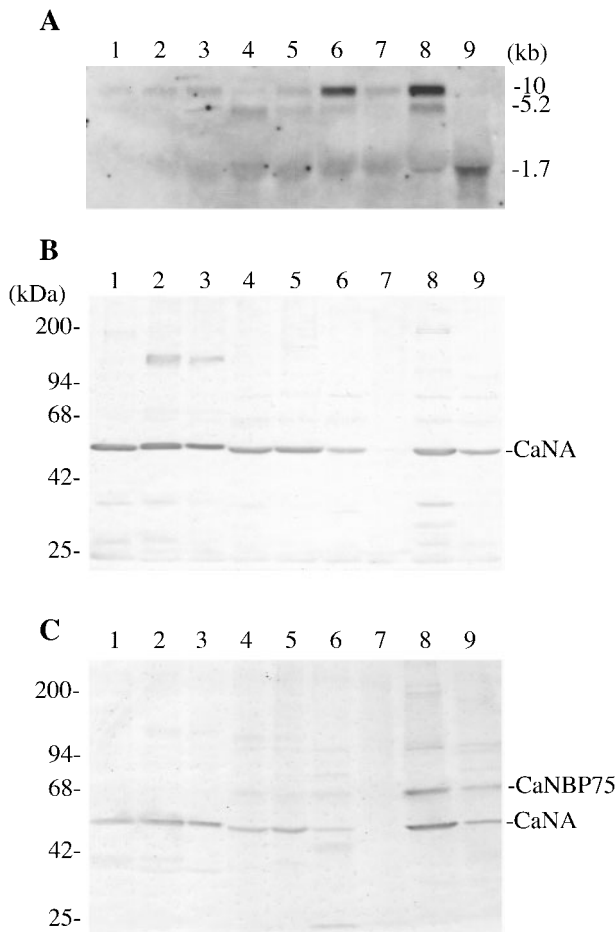 A
1 2 3 4 5 6 7 8 9 (kb)
-10
-5.2
-1.7
B
1 2 3 4 5 6 7 8 9
(kDa)
200-
94-
68-
-CaNA
42-
25-
C
1 2 3 4 5 6 7 8 9
200-
94-
68- -CaNBP75
-CaNA
42-
25-